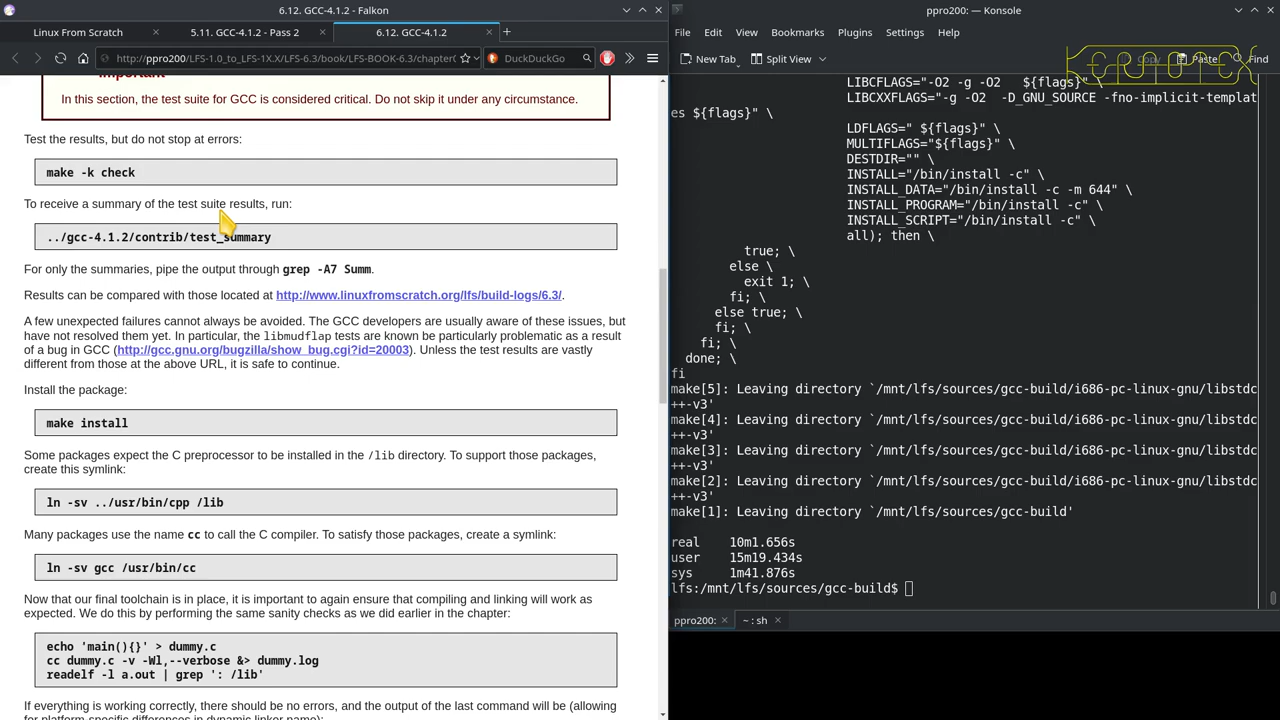 6.12. GCC-4.1.2 - Falkon
Linux From Scratch
5.11. GCC-4.1.2 - Pass 2
6.12. GCC-4.1.2
http://ppro200/LFS-1.0_to_LFS-1X.X/LFS-6.3/book/LFS-BOOK-6.3/chapter(
DuckDuckGo
Important
In this section, the test suite for GCC is considered critical. Do not skip it under any circumstance.
Test the results, but do not stop at errors:
make -k check
To receive a summary of the test suite results, run:
../gcc-4.1.2/contrib/test_summary
For only the summaries, pipe the output through grep -A7 Summ.
Results can be compared with those located at http://www.linuxfromscratch.org/lfs/build-logs/6.3/.
A few unexpected failures cannot always be avoided. The GCC developers are usually aware of these issues, but
have not resolved them yet. In particular, the libmudflap tests are known be particularly problematic as a result
of a bug in GCC (http://gcc.gnu.org/bugzilla/show_bug.cgi?id=20003). Unless the test results are vastly
different from those at the above URL, it is safe to continue.
Install the package:
make install
Some packages expect the C preprocessor to be installed in the /lib directory. To support those packages,
create this symlink:
ln -sv ../usr/bin/cpp /lib
Many packages use the name cc to call the C compiler. To satisfy those packages, create a symlink:
ln -sv gcc /usr/bin/cc
Now that our final toolchain is in place, it is important to again ensure that compiling and linking will work as
expected. We do this by performing the same sanity checks as we did earlier in the chapter:
echo 'main(){}' > dummy.c
cc dummy.c -v -Wl,--verbose &> dummy.log
readelf -l a.out | grep ': /lib'
If everything is working correctly, there should be no errors, and the output of the last command will be (allowing
for platform-specific differences in dynamic linker name):
ppro200 : — Konsole
File Edit View Bookmarks Plugins Settings Help
New Tab Split View Copy Paste Find
LIBCFLAGS="-O2 -g -O2   ${flags}" \
LIBCXXFLAGS="-g -O2  -D_GNU_SOURCE -fno-implicit-templat
es ${flags}" \
LDFLAGS=" ${flags}" \
MULTIFLAGS="${flags}" \
DESTDIR="" \
INSTALL="/bin/install -c" \
INSTALL_DATA="/bin/install -c -m 644" \
INSTALL_PROGRAM="/bin/install -c" \
INSTALL_SCRIPT="/bin/install -c" \
all); then \
true; \
else \
exit 1; \
fi; \
else true; \
fi; \
fi; \
done; \
fi
make[5]: Leaving directory `/mnt/lfs/sources/gcc-build/i686-pc-linux-gnu/libstdc
++-v3'
make[4]: Leaving directory `/mnt/lfs/sources/gcc-build/i686-pc-linux-gnu/libstdc
++-v3'
make[3]: Leaving directory `/mnt/lfs/sources/gcc-build/i686-pc-linux-gnu/libstdc
++-v3'
make[2]: Leaving directory `/mnt/lfs/sources/gcc-build/i686-pc-linux-gnu/libstdc
++-v3'
make[1]: Leaving directory `/mnt/lfs/sources/gcc-build'
real    10m1.656s
user    15m19.434s
sys     1m41.876s
lfs:/mnt/lfs/sources/gcc-build$
ppro200:
~ : sh